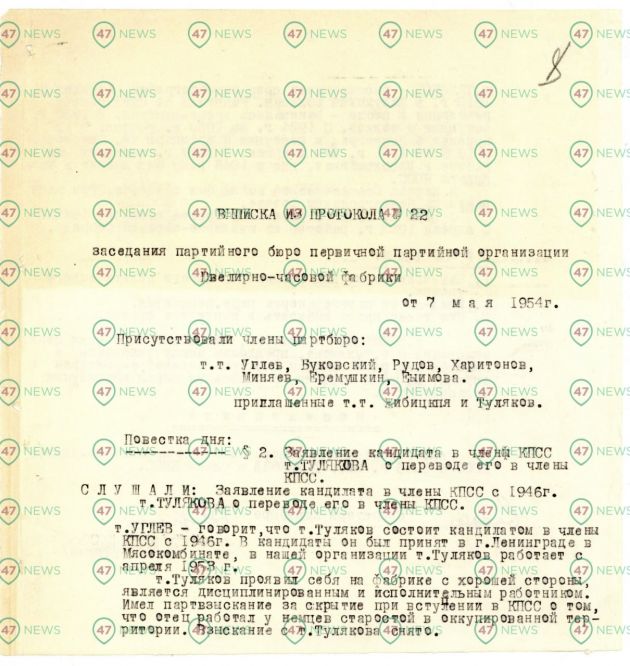 8
ВЫПИСКА ИЗ ПРОТОКОЛА № 22
заседания партийного бюро первичной партийной организации
Ювелирно-часовой фабрики
от 7 мая 1954г.
Присутствовали члены партбюро:
т.т. Углев, Буковский, Рудов, Харитонов,
Миняев, Еремушкин,
приглашенные т.т. и Туляков.
Повестка дня:
§ 2. Заявление кандидата в члены КПСС
т.ТУЛЯКОВА о переводе его в члены
КПСС.
С Л У Ш А Л И: Заявление кандидата в члены КПСС с 1946г.
т.ТУЛЯКОВА о переводе его в члены КПСС.
т.УГЛЕВ - говорит,что т.Туляков состоит кандидатом в члены
КПСС с 1946г. В кандидаты он был принят в г.Ленинграде в
Мясокомбинате, в нашей организации т.Туляков работает с
апреля 1953 г.
т.Туляков проявил себя на фабрике с хорошей стороны,
является дисциплинированным и исполнительным работником.
Имел партвзыскание за скрытие при вступлении в КПСС о том,
что отец работал у немцев старостой в оккупированной тер-
ритории. Взыскание с т.Тулякова снято.
47 NEWS